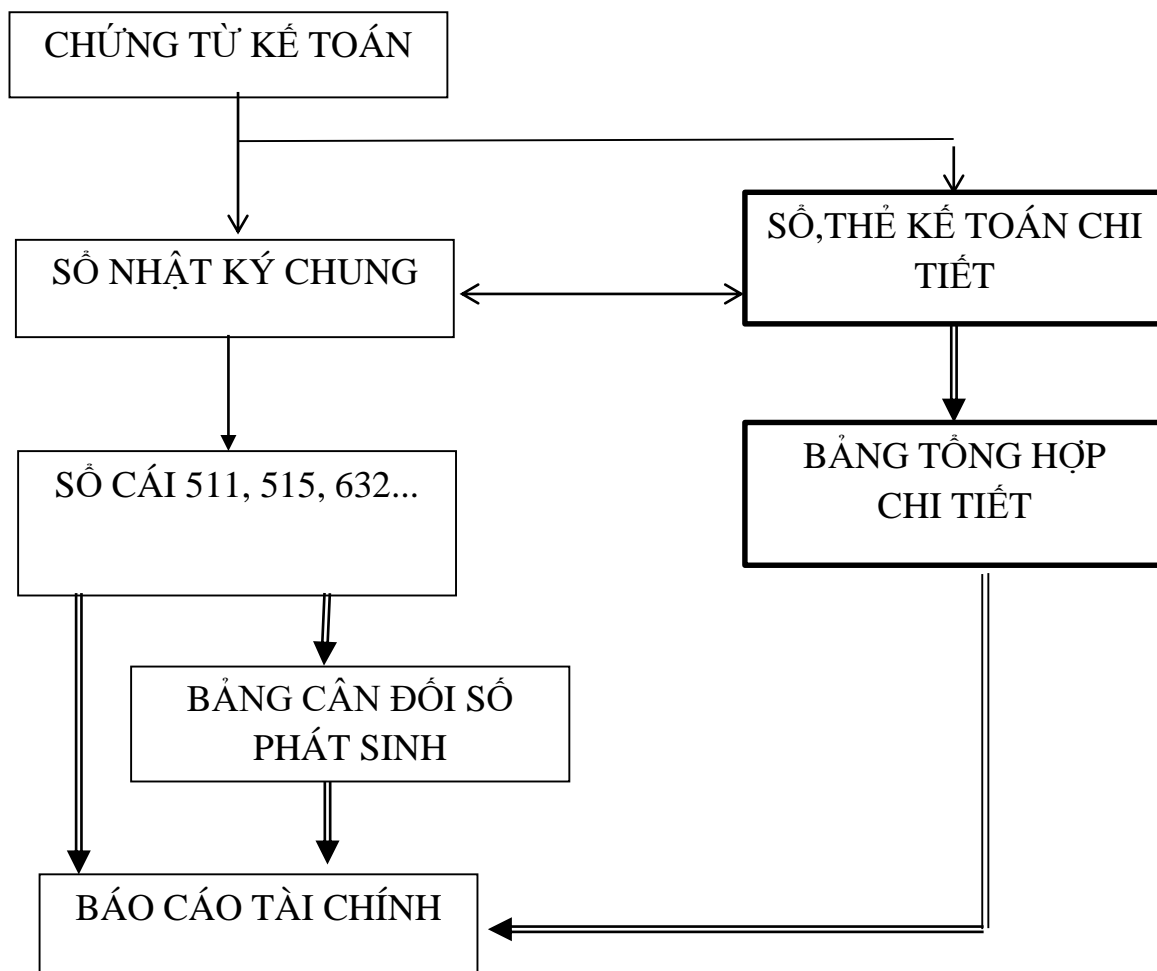 CHỨNG TỪ KẾ TOÁN
SỔ,THẺ KẾ TOÁN CHI
TIẾT
SỔ NHẬT KÝ CHUNG
SỔ CÁI 511, 515, 632...
BẢNG TỔNG HỢP
CHI TIẾT
BẢNG CÂN ĐỐI SỐ
PHÁT SINH
BÁO CÁO TÀI CHÍNH